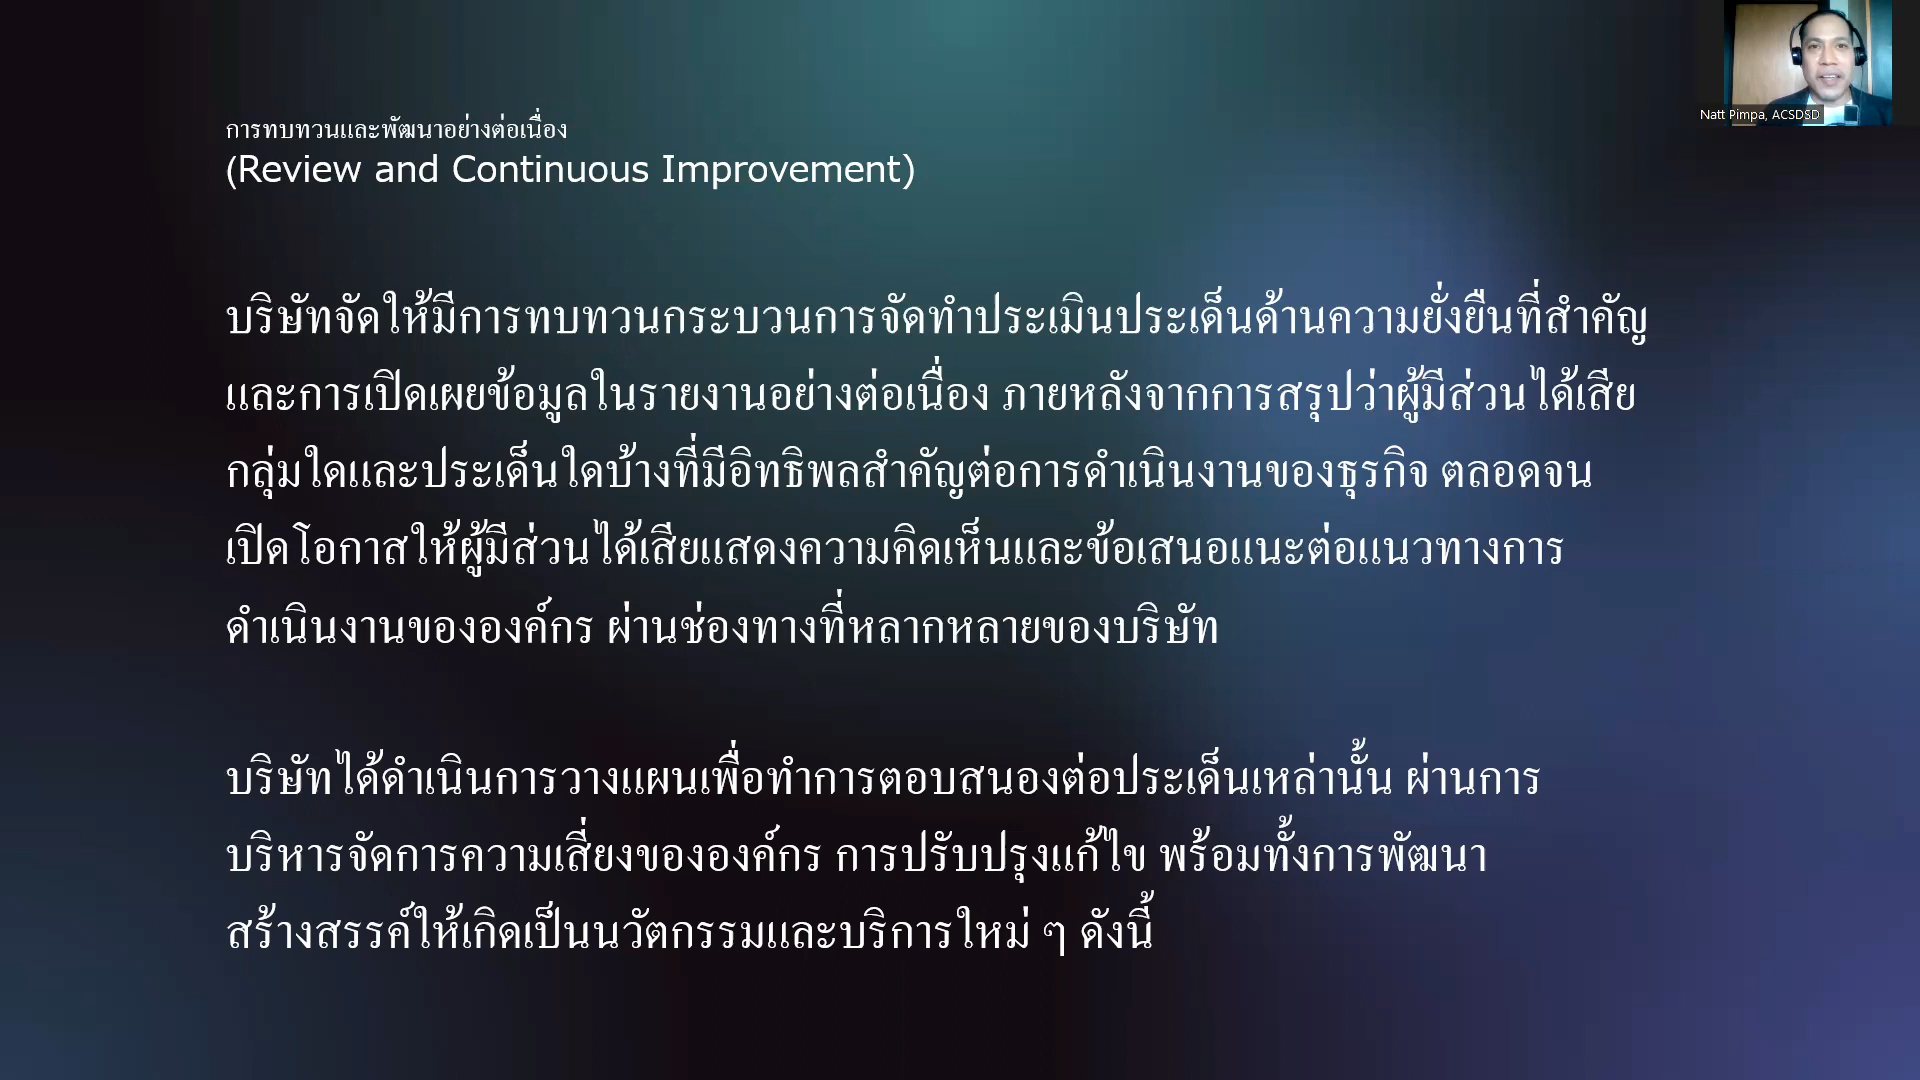 การทบทวนและพัฒนาอย่างต่อเนื่อง
(Review and Continuous Improvement)
บริษัทจัดให้มีการทบทวนกระบวนการจัดทำประเมินประเด็นด้านความยั่งยืนที่สำคัญ
และการเปิดเผยข้อมูลในรายงานอย่างต่อเนื่อง ภายหลังจากการสรุปว่าผู้มีส่วนได้เสีย
กลุ่มใดและประเด็นใดบ้างที่มีอิทธิพลสำคัญต่อการดำเนินงานของธุรกิจ ตลอดจน
เปิดโอกาสให้ผู้มีส่วนได้เสียแสดงความคิดเห็นและข้อเสนอแนะต่อแนวทางการ
ดำเนินงานขององค์กร ผ่านช่องทางที่หลากหลายของบริษัท
บริษัทได้ดำเนินการวางแผนเพื่อทำการตอบสนองต่อประเด็นเหล่านั้น ผ่านการ
บริหารจัดการความเสี่ยงขององค์กร การปรับปรุงแก้ไข พร้อมทั้งการพัฒนา
สร้างสรรค์ให้เกิดเป็นนวัตกรรมและบริการใหม่ ๆ ดังนี้
Natt Pimpa, ACSDSD